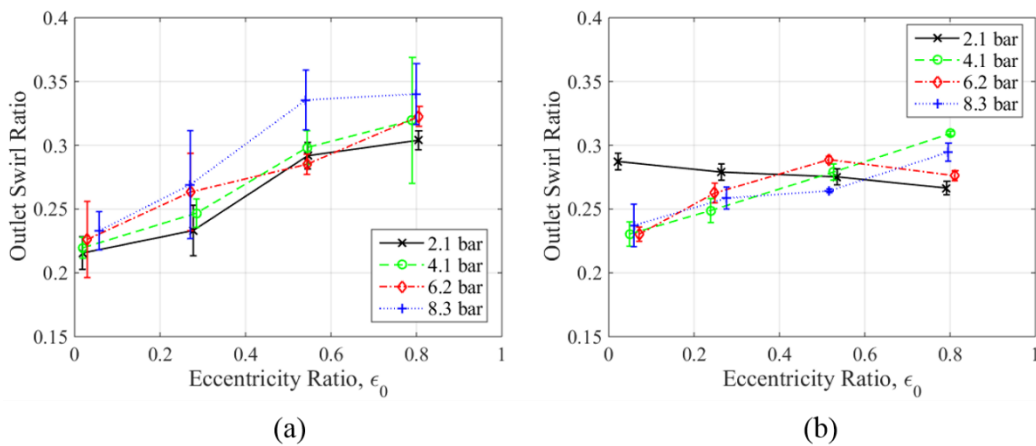 0.4
0.35
0.3
0.25
0.2
0.15
Outlet Swirl Ratio
0
0.2
0.4
0.6
0.8
1
Eccentricity Ratio, ϵ₀
2.1 bar
4.1 bar
6.2 bar
8.3 bar
(a)
0.4
0.35
0.3
0.25
0.2
0.15
Outlet Swirl Ratio
0
0.2
0.4
0.6
0.8
1
Eccentricity Ratio, ϵ₀
2.1 bar
4.1 bar
6.2 bar
8.3 bar
(b)